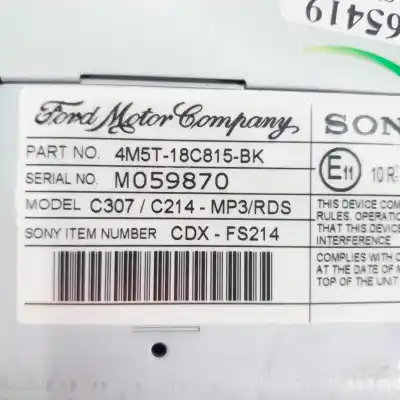 65419
Ford Motor Company
SON
PART NO. 4M5T-18C815-BK
E11 10 R-
SERIAL NO. M059870
MODEL C307 / C214 - MP3/RDS
SONY ITEM NUMBER CDX - FS214
THIS DEVICE COM
RULES. OPERATIO
THAT THIS DEVICE
INTERFERENCE
COMPLIES WITH
AT THE DATE OF M
TOP OF THE UNIT